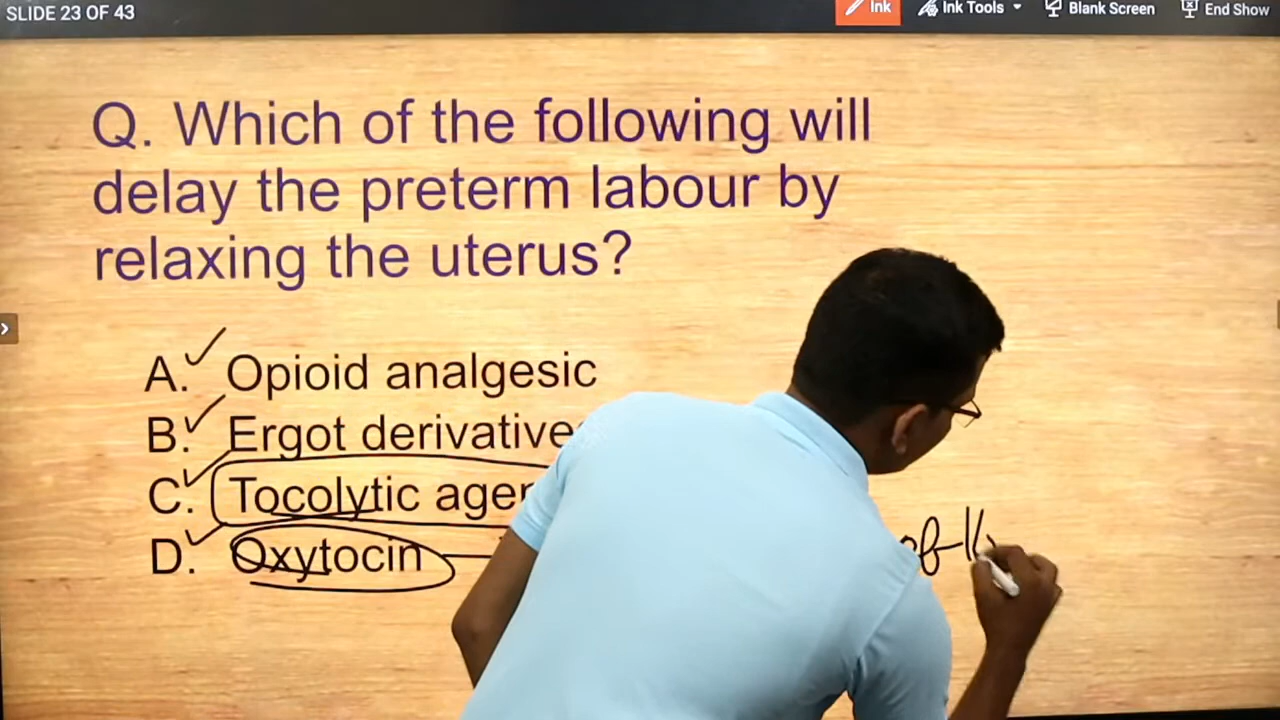 SLIDE 23 OF 43
Ink
Ink Tools
Blank Screen
End Show
Q. Which of the following will
delay the preterm labour by
relaxing the uterus?
A. Opioid analgesic
B. Ergot derivative
C. Tocolytic
D. Oxytocin